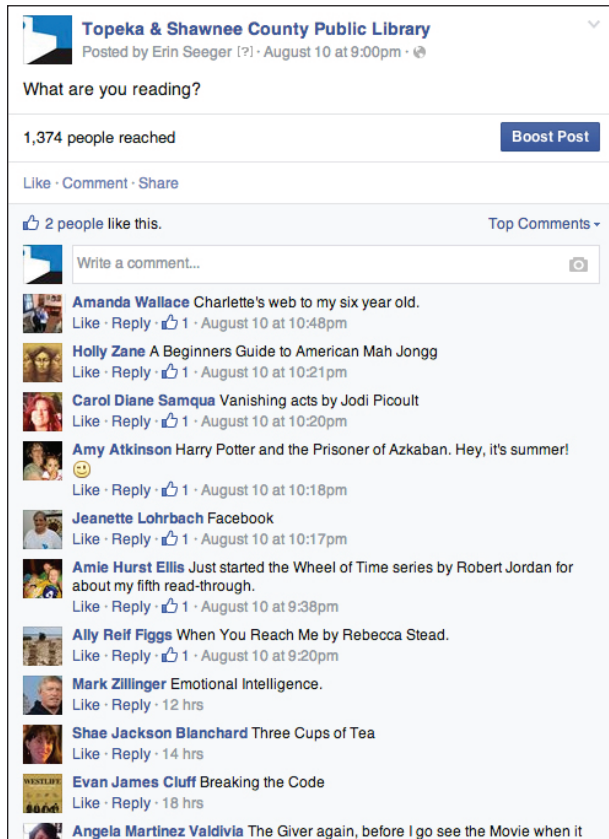 Topeka & Shawnee County Public Library
Posted by Erin Seeger [?] · August 10 at 9:00pm ·
What are you reading?
1,374 people reached
Boost Post
Like · Comment · Share
2 people like this.
Top Comments
Write a comment...
Amanda Wallace Charlette's web to my six year old.
Like · Reply · 1 · August 10 at 10:48pm
Holly Zane A Beginners Guide to American Mah Jongg
Like · Reply · 1 · August 10 at 10:21pm
Carol Diane Samqua Vanishing acts by Jodi Picoult
Like · Reply · 1 · August 10 at 10:20pm
Amy Atkinson Harry Potter and the Prisoner of Azkaban. Hey, it's summer!
Like · Reply · 1 · August 10 at 10:18pm
Jeanette Lohrbach Facebook
Like · Reply · 1 · August 10 at 10:17pm
Amie Hurst Ellis Just started the Wheel of Time series by Robert Jordan for
about my fifth read-through.
Like · Reply · 1 · August 10 at 9:38pm
Ally Reif Figgs When You Reach Me by Rebecca Stead.
Like · Reply · 1 · August 10 at 9:20pm
Mark Zillinger Emotional Intelligence.
Like · Reply · 12 hrs
Shae Jackson Blanchard Three Cups of Tea
Like · Reply · 14 hrs
WESTLIFE
Evan James Cluff Breaking the Code
Like · Reply · 18 hrs
Angela Martinez Valdivia The Giver again, before I go see the Movie when it